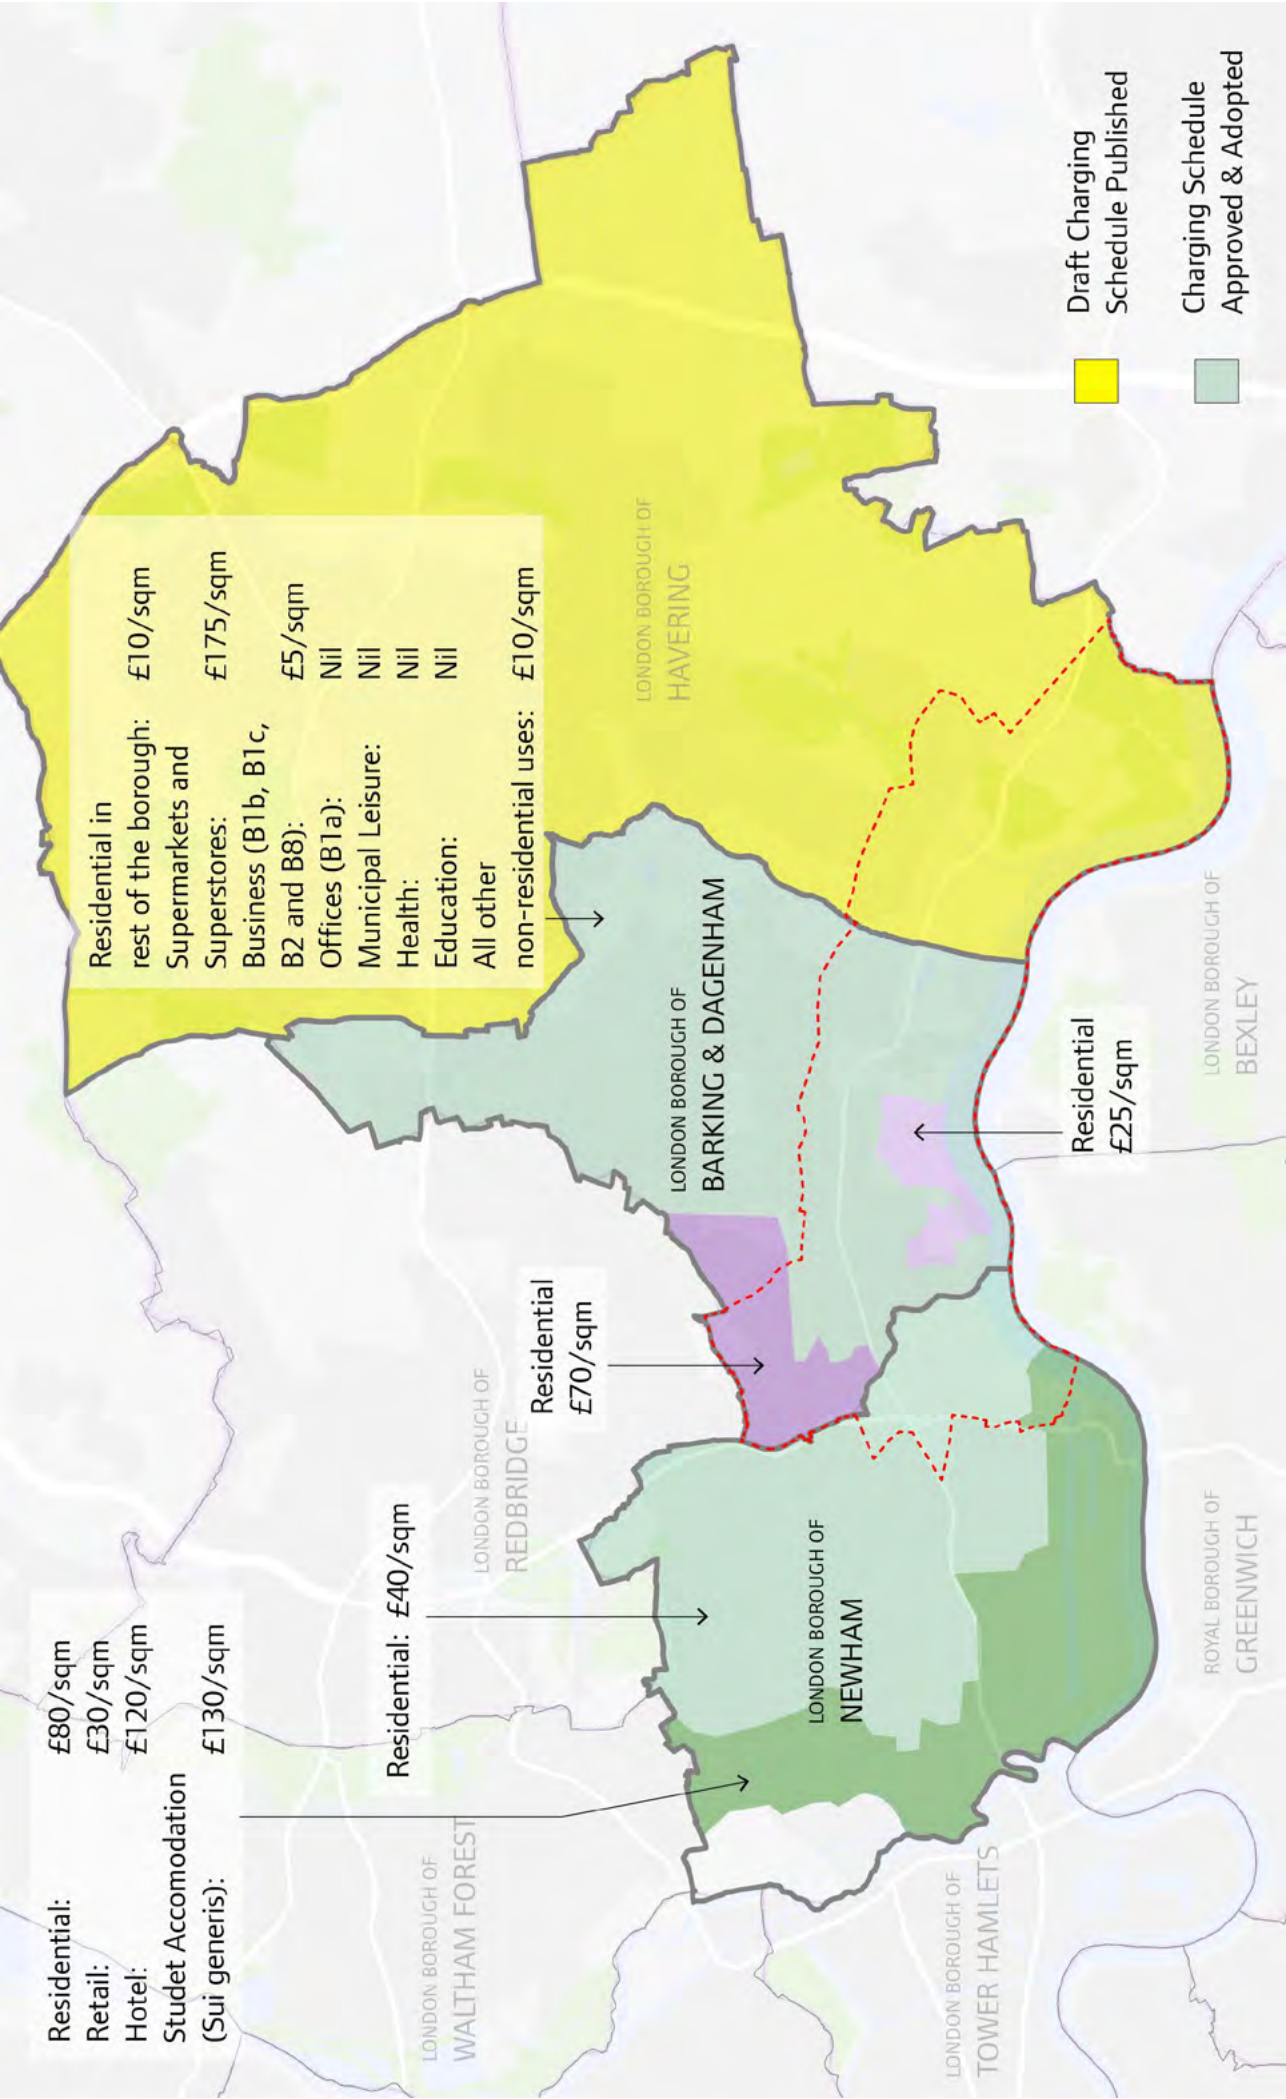 Residential: £80/sqm
Retail: £30/sqm
Hotel: £120/sqm
Studet Accomodation
(Sui generis): £130/sqm
Residential: £40/sqm
Residential
£70/sqm
Residential in
rest of the borough: £10/sqm
Supermarkets and
Superstores: £175/sqm
Business (B1b, B1c,
B2 and B8): £5/sqm
Offices (B1a): Nil
Municipal Leisure: Nil
Health: Nil
Education: Nil
All other
non-residential uses: £10/sqm
LONDON BOROUGH OF
WALTHAM FOREST
LONDON BOROUGH OF
REDBRIDGE
LONDON BOROUGH OF
HAVERING
LONDON BOROUGH OF
BARKING & DAGENHAM
LONDON BOROUGH OF
NEWHAM
LONDON BOROUGH OF
TOWER HAMLETS
ROYAL BOROUGH OF
GREENWICH
LONDON BOROUGH OF
BEXLEY
Residential
£25/sqm
Draft Charging
Schedule Published
Charging Schedule
Approved & Adopted